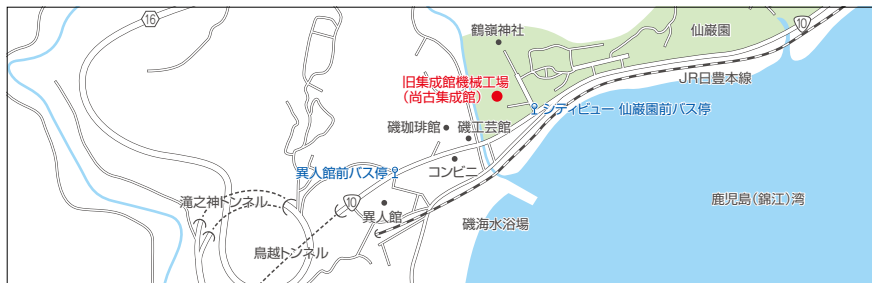 16
10
鶴嶺神社
仙巌園
旧集成館機械工場
（尚古集成館）
JR日豊本線
シティビュー 仙巌園前バス停
磯珈琲館
磯工芸館
異人館前バス停
コンビニ
滝之神トンネル
10
異人館
磯海水浴場
鹿児島（錦江）湾
鳥越トンネル